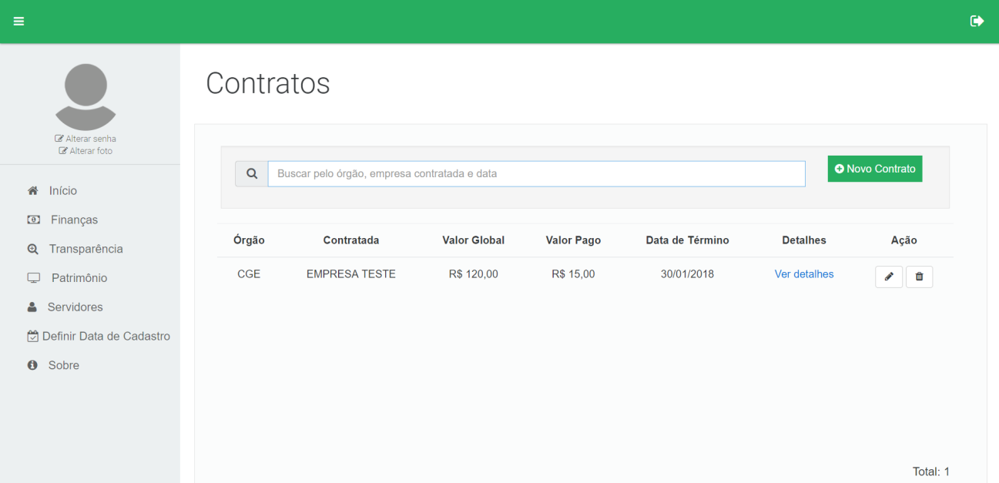 Alterar senha
Alterar foto
Início
Finanças
Transparência
Patrimônio
Servidores
Definir Data de Cadastro
Sobre
Contratos
Buscar pelo órgão, empresa contratada e data
Novo Contrato
Órgão Contratada Valor Global Valor Pago Data de Término Detalhes Ação
CGE EMPRESA TESTE R$ 120,00 R$ 15,00 30/01/2018 Ver detalhes
Total: 1